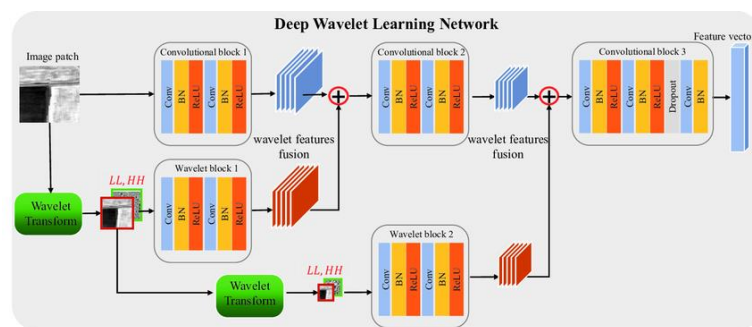 Deep Wavelet Learning Network
Image patch
Convolutional block 1
Conv
BN
ReLU
Conv
BN
ReLU
Convolutional block 2
Conv
BN
ReLU
Conv
BN
ReLU
Convolutional block 3
Conv
BN
ReLU
Conv
BN
ReLU
Dropout
Conv
BN
Feature vector
wavelet features
fusion
wavelet features
fusion
Wavelet
Transform
LL, HH
Wavelet block 1
Conv
BN
ReLU
Conv
BN
ReLU
Wavelet
Transform
LL, HH
Wavelet block 2
Conv
BN
ReLU
Conv
BN
ReLU